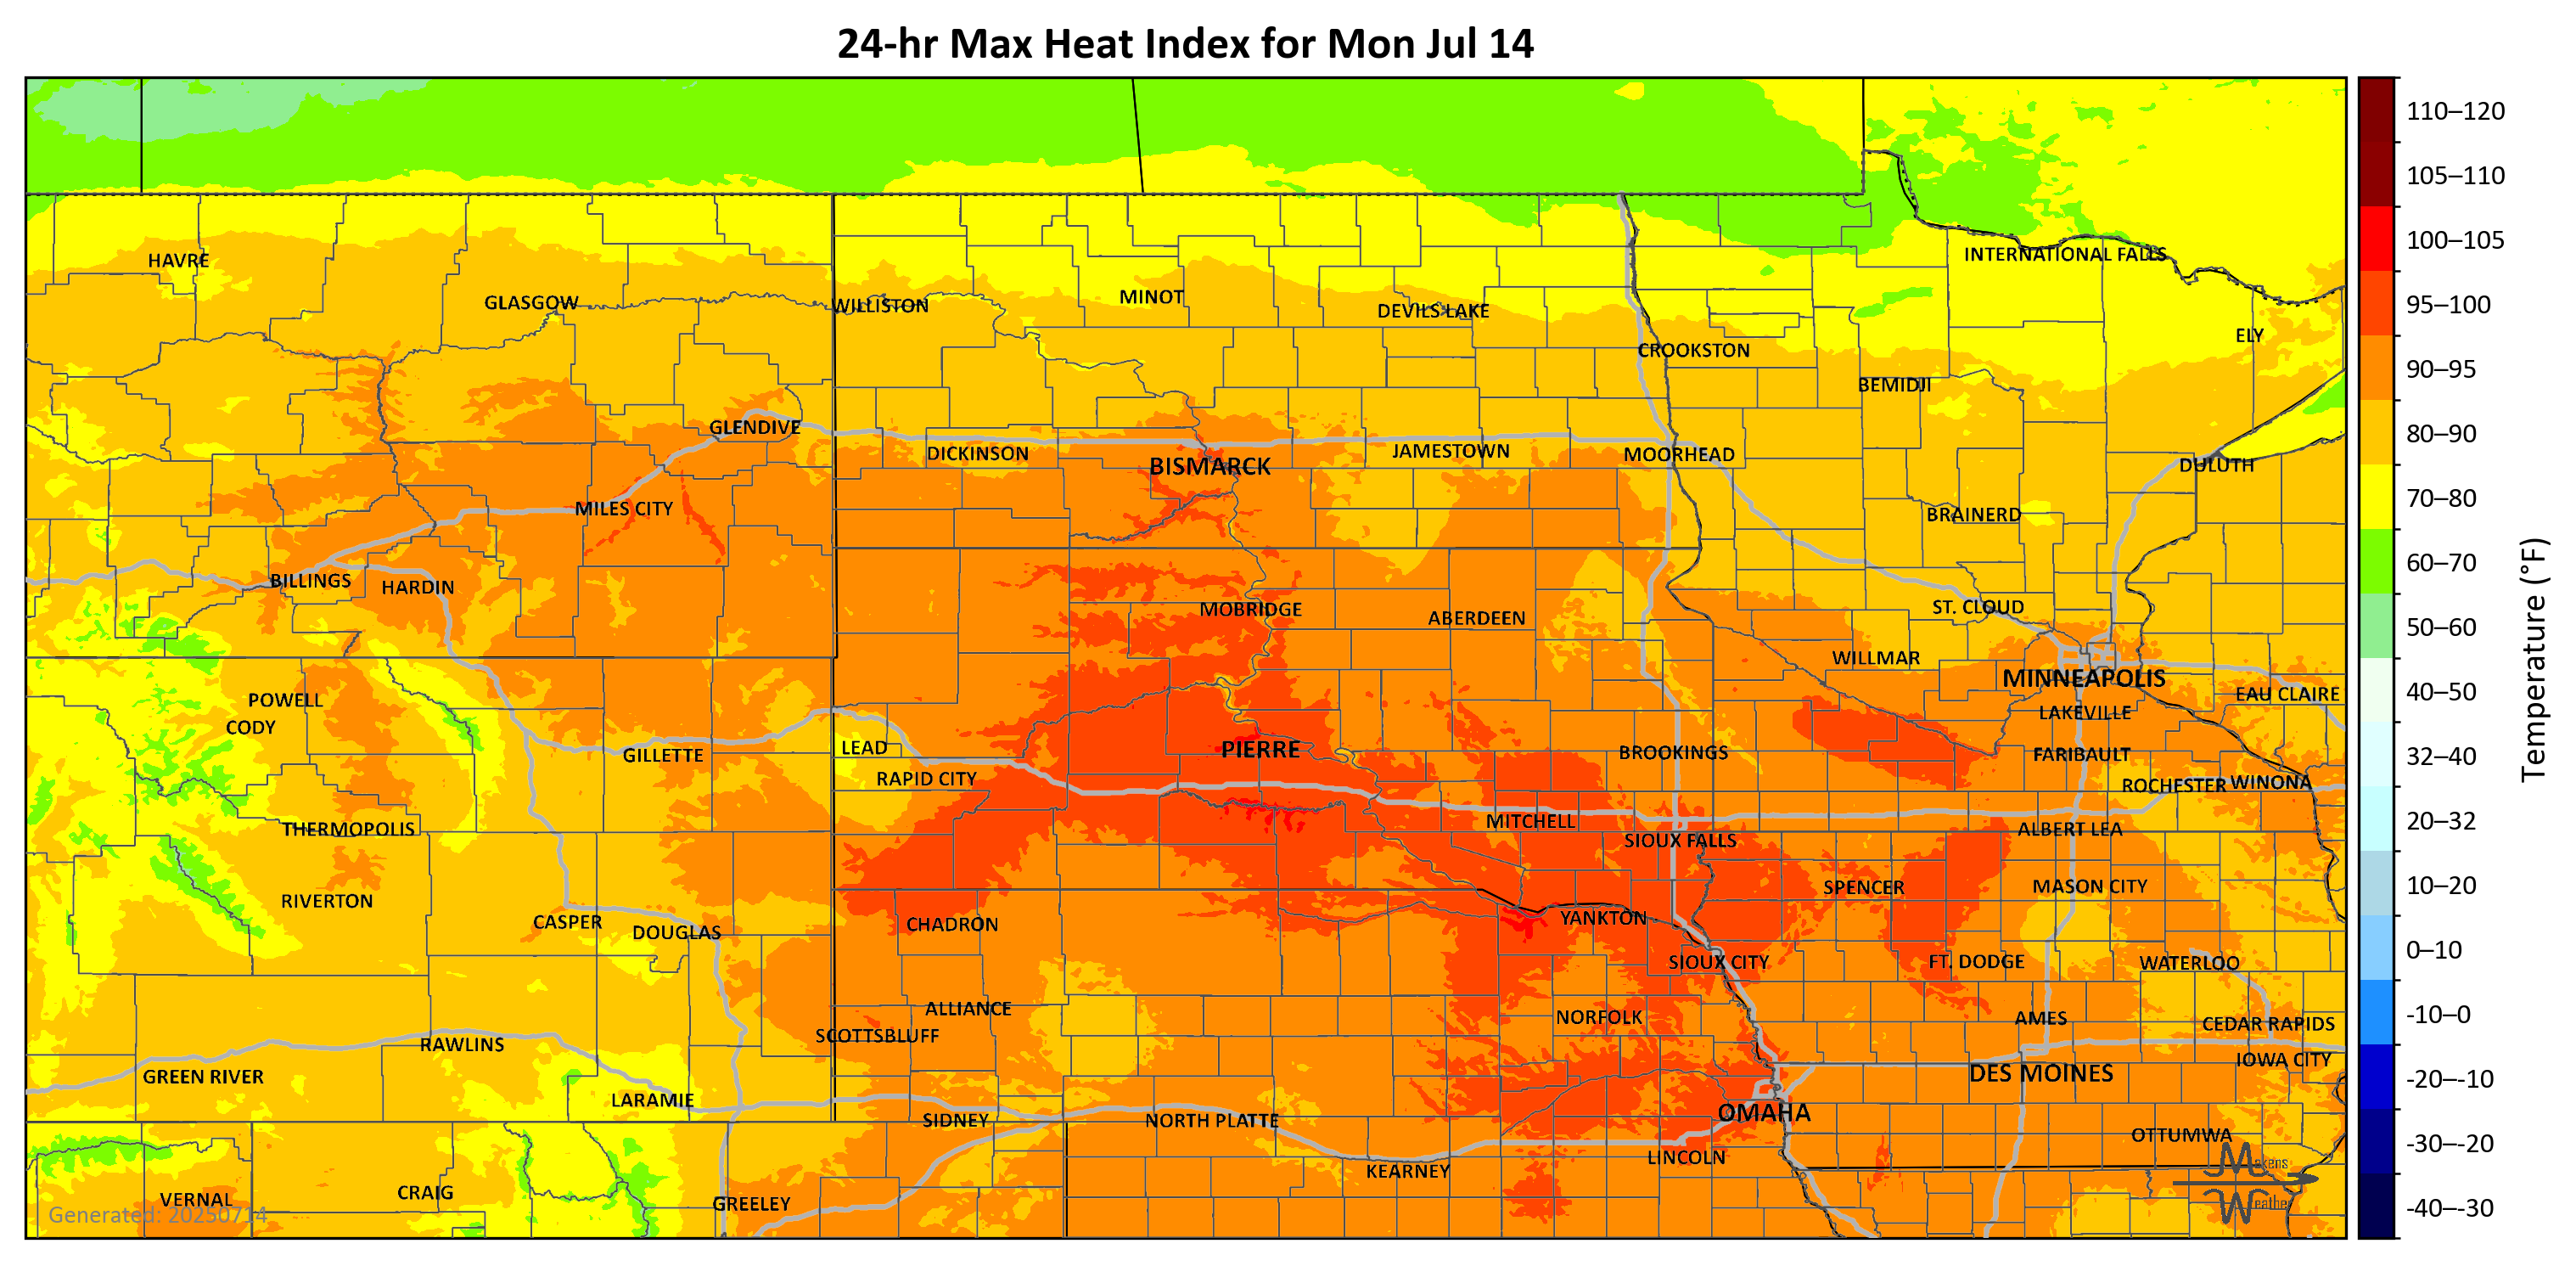 24-hr Max Heat Index for Mon Jul 14
110–120
105–110
100–105
95–100
90–95
80–90
70–80
60–70
50–60
40–50
32–40
20–32
10–20
0–10
-10–0
-20–-10
-30–-20
-40–-30
Temperature (°F)
HAVRE
INTERNATIONAL FALLS
GLASGOW
WILLISTON
MINOT
DEVILS LAKE
ELY
CROOKSTON
BEMIDJI
GLENDIVE
DICKINSON
BISMARCK
JAMESTOWN
MOORHEAD
DULUTH
MILES CITY
BRAINERD
BILLINGS
HARDIN
MOBRIDGE
ABERDEEN
ST. CLOUD
WILLMAR
MINNEAPOLIS
POWELL
EAU CLAIRE
CODY
LAKEVILLE
GILLETTE
LEAD
PIERRE
BROOKINGS
FARIBAULT
RAPID CITY
ROCHESTER
WINONA
THERMOPOLIS
MITCHELL
SIOUX FALLS
ALBERT LEA
RIVERTON
SPENCER
MASON CITY
CASPER
DOUGLAS
CHADRON
YANKTON
SIOUX CITY
FT. DODGE
WATERLOO
ALLIANCE
NORFOLK
AMES
CEDAR RAPIDS
SCOTTSBLUFF
RAWLINS
IOWA CITY
GREEN RIVER
DES MOINES
LARAMIE
SIDNEY
NORTH PLATTE
OMAHA
OTTUMWA
LINCOLN
KEARNEY
VERNAL
CRAIG
GREELEY
Generated: 20250714
Makens
Weather